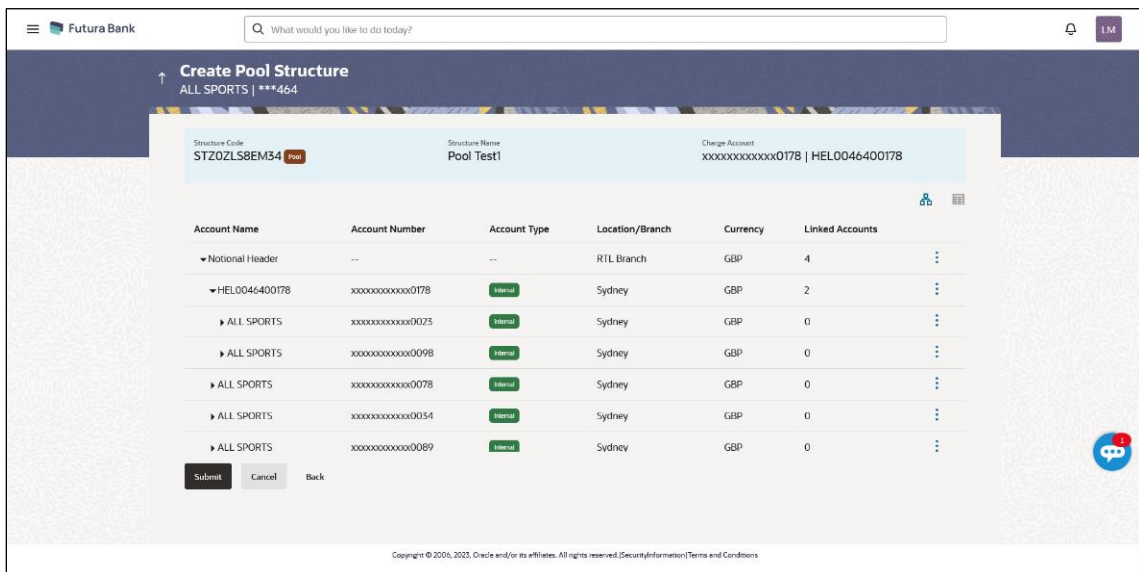 Futura Bank
What would you like to do today?
LM
Create Pool Structure
ALL SPORTS | ***464
Structure Code Structure Name Charge Account
STZ0ZLS8EM34 Pool Pool Test1 xxxxxxxxxxxx0178 | HEL0046400178
Account Name Account Number Account Type Location/Branch Currency Linked Accounts
Notional Header -- -- RTL Branch GBP 4
HEL0046400178 xxxxxxxxxxxx0178 Internal Sydney GBP 2
ALL SPORTS xxxxxxxxxxxx0023 Internal Sydney GBP 0
ALL SPORTS xxxxxxxxxxxx0098 Internal Sydney GBP 0
ALL SPORTS xxxxxxxxxxxx0078 Internal Sydney GBP 0
ALL SPORTS xxxxxxxxxxxx0034 Internal Sydney GBP 0
ALL SPORTS xxxxxxxxxxxx0089 Internal Sydney GBP 0
1
Submit Cancel Back
Copyright © 2006, 2023, Oracle and/or its affiliates. All rights reserved.|SecurityInformation|Terms and Conditions